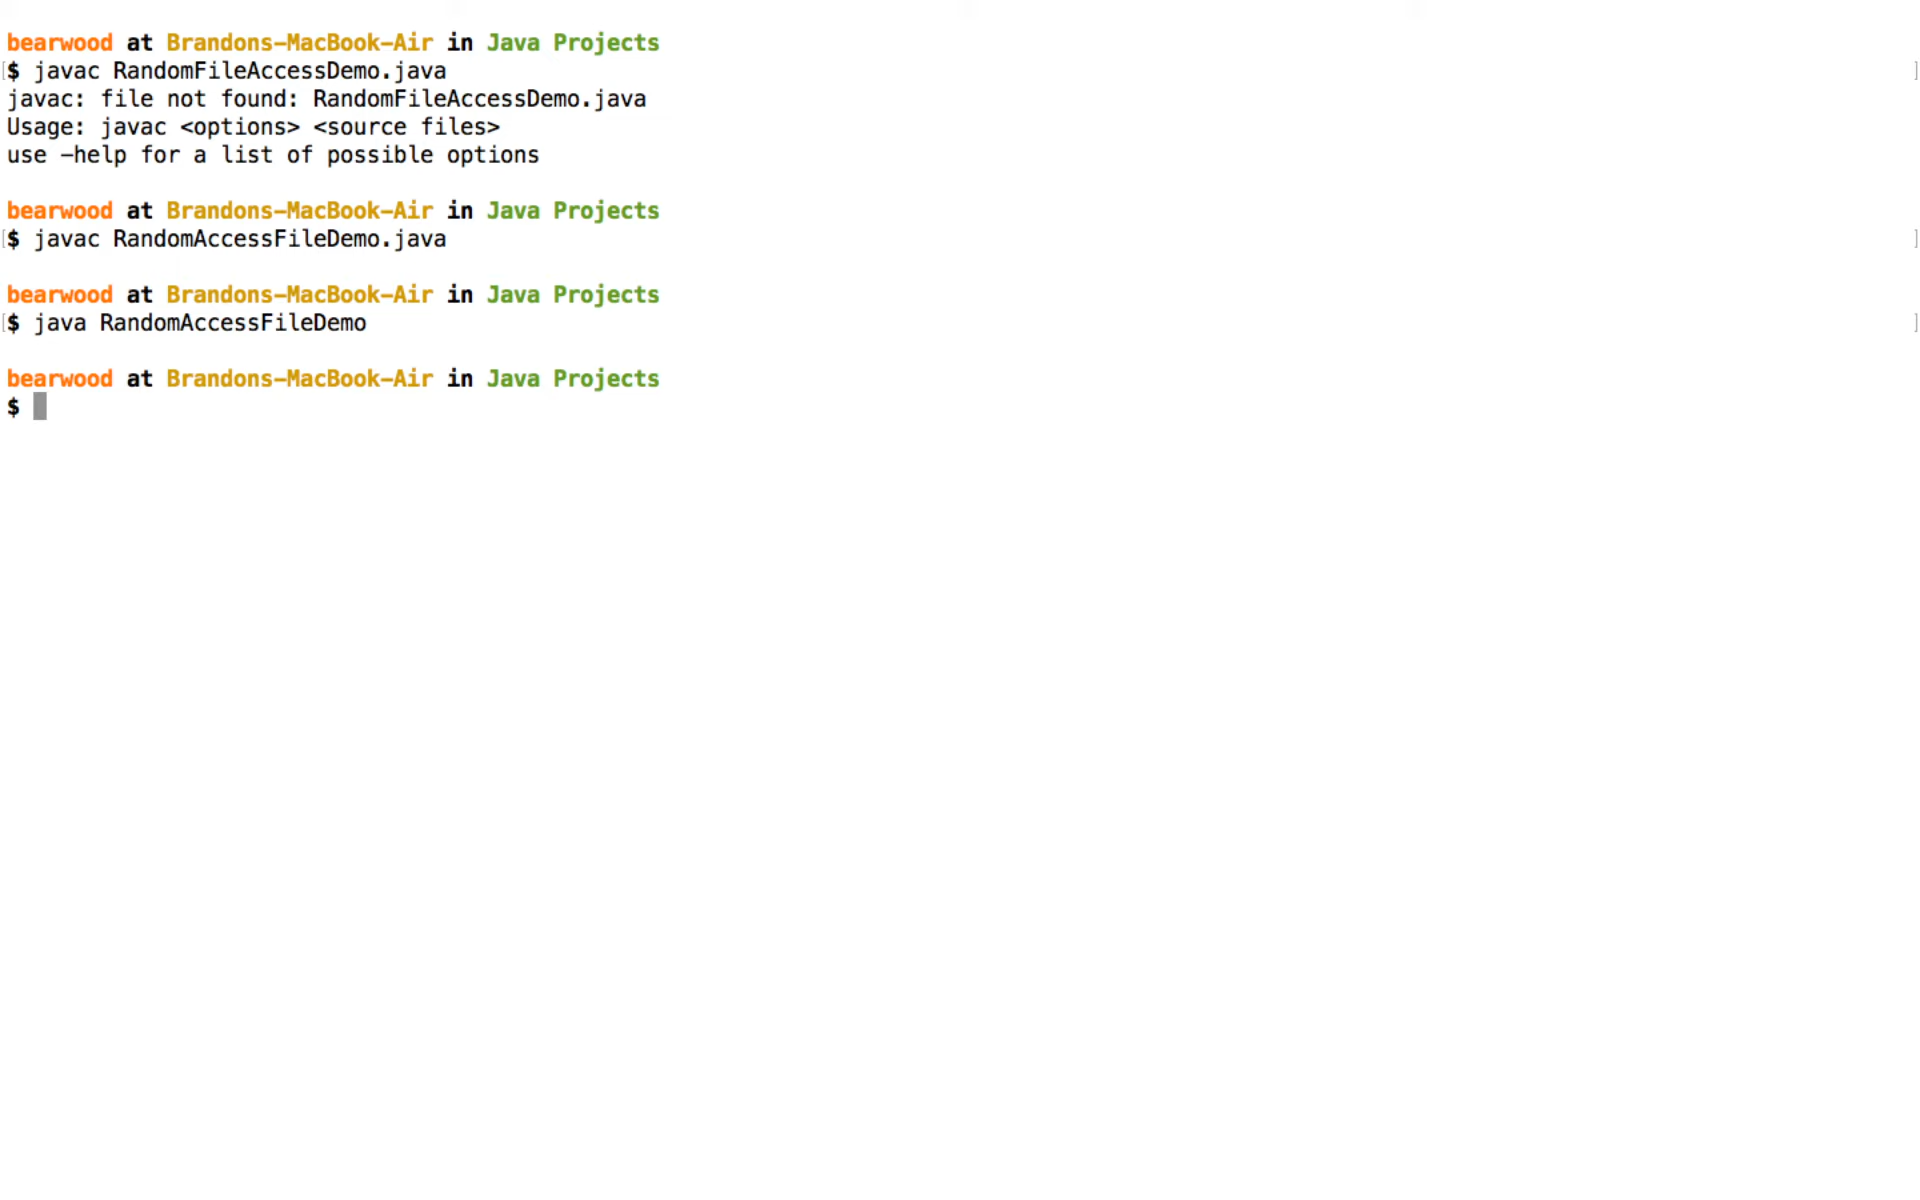 bearwood at Brandons-MacBook-Air in Java Projects
[$ javac RandomFileAccessDemo.java ]
javac: file not found: RandomFileAccessDemo.java
Usage: javac <options> <source files>
use -help for a list of possible options
bearwood at Brandons-MacBook-Air in Java Projects
[$ javac RandomAccessFileDemo.java ]
bearwood at Brandons-MacBook-Air in Java Projects
[$ java RandomAccessFileDemo ]
bearwood at Brandons-MacBook-Air in Java Projects
$